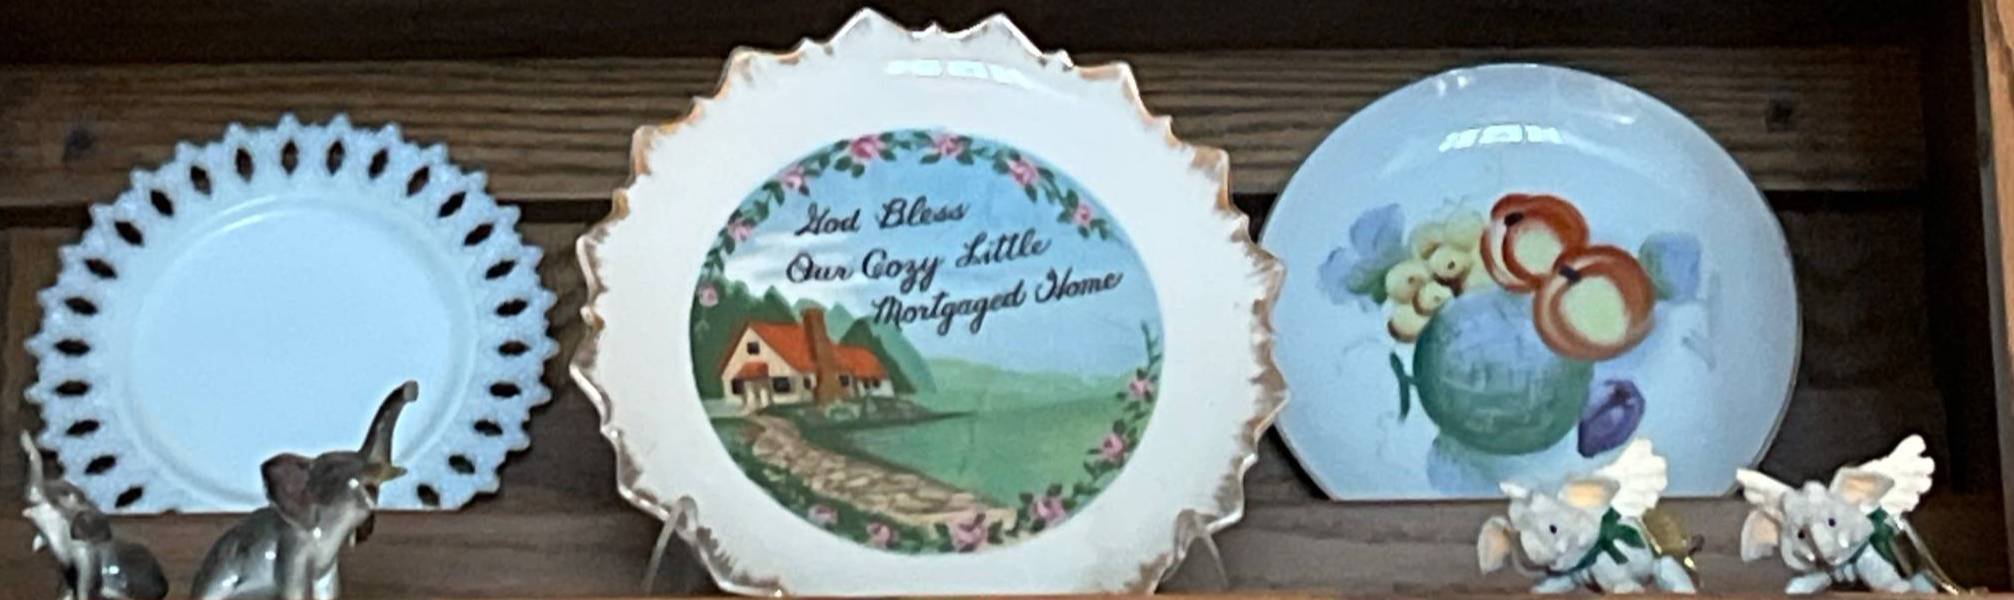 God Bless
Our Cozy Little
Mortgaged Home